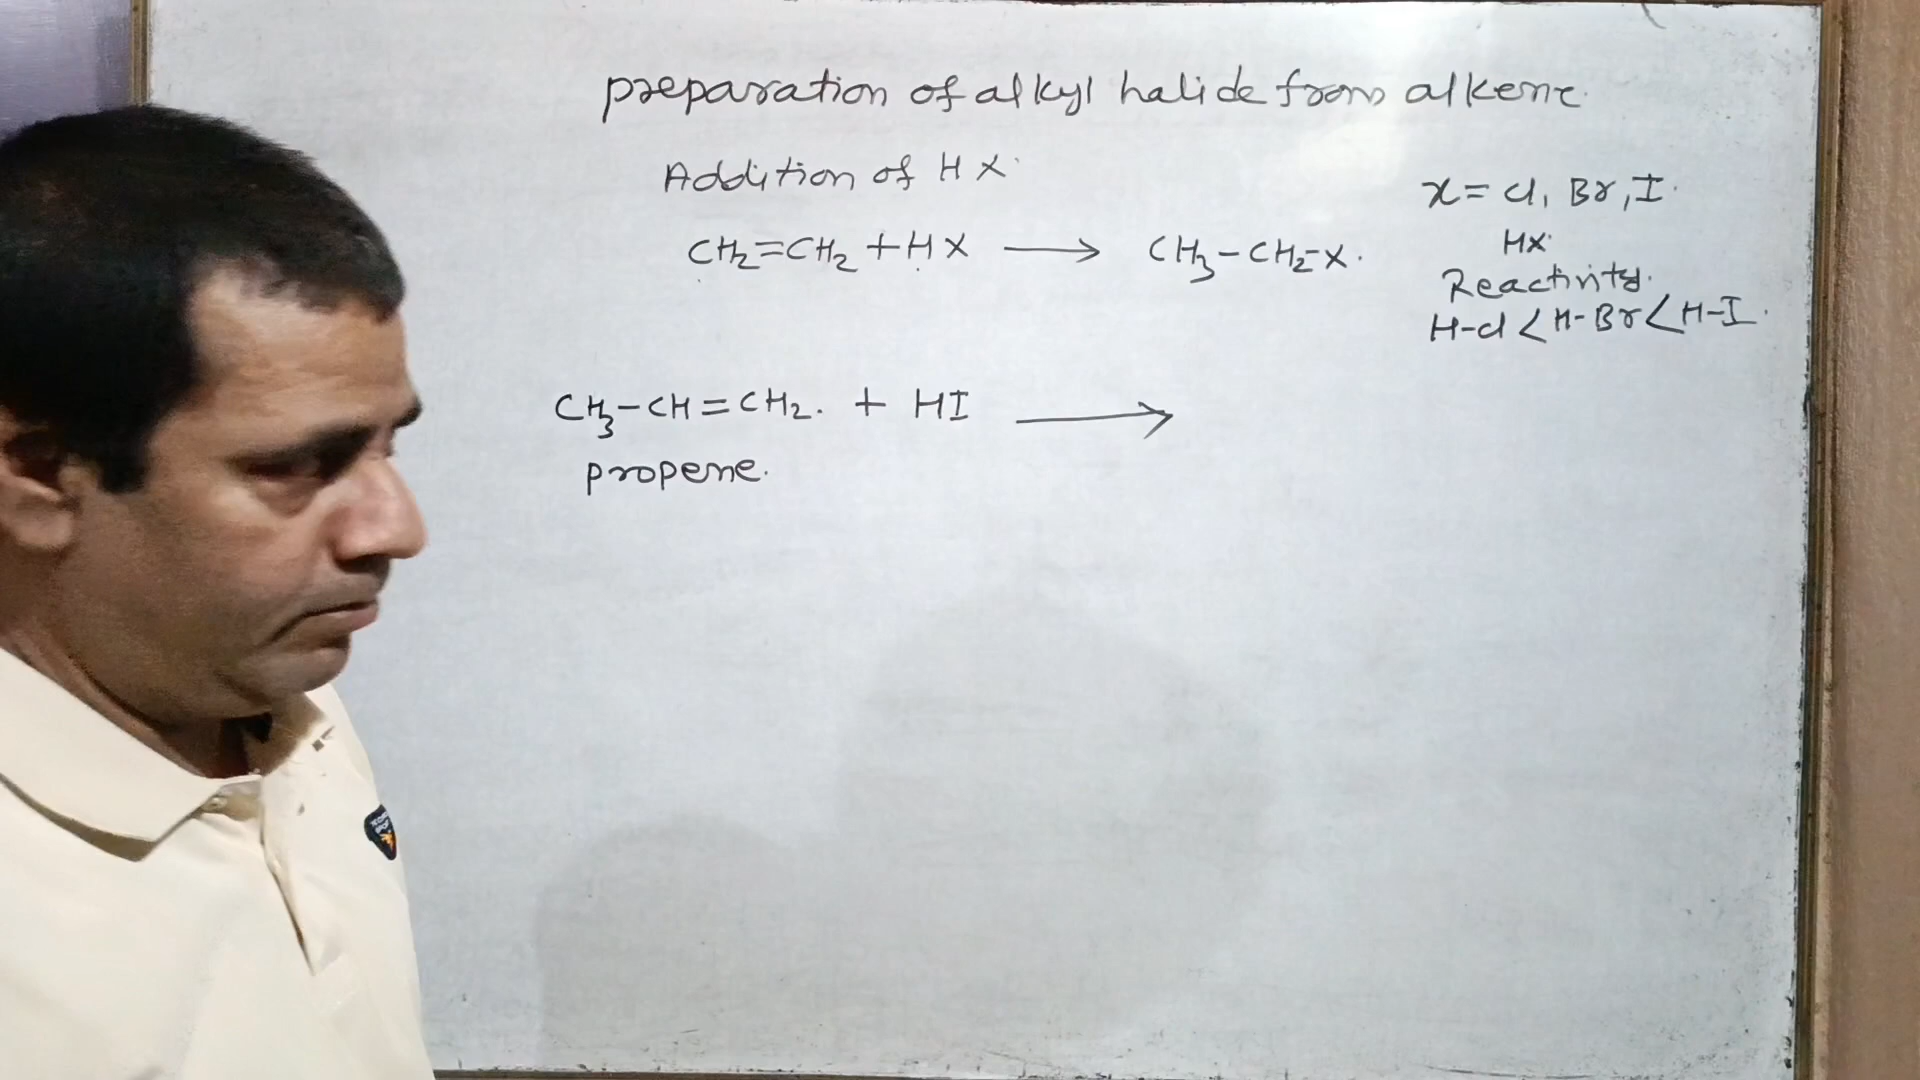 preparation of alkyl halide from alkene.
Addition of HX.
CH₂=CH₂ + HX ⟶ CH₃-CH₂-X.
x = Cl, Br, I.
HX.
Reactivity.
H-Cl < H-Br < H-I.
CH₃-CH=CH₂. + HI ⟶
propene.